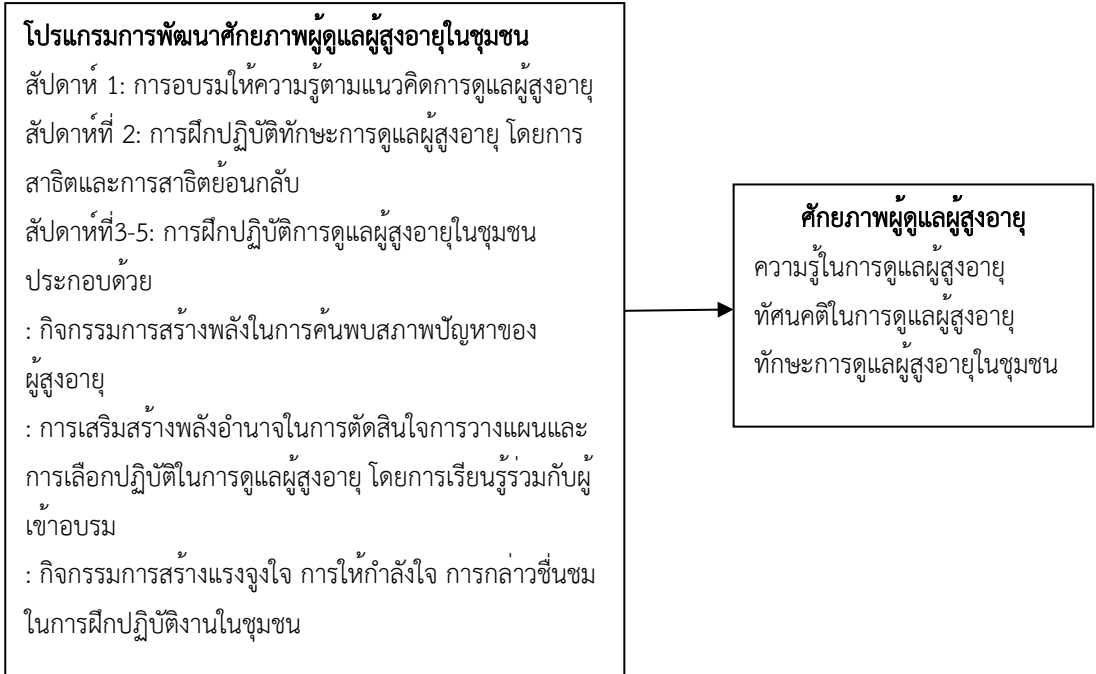 โปรแกรมการพัฒนาศักยภาพผู้ดูแลผู้สูงอายุในชุมชน
สัปดาห์ 1: การอบรมให้ความรู้ตามแนวคิดการดูแลผู้สูงอายุ
สัปดาห์ที่ 2: การฝึกปฏิบัติทักษะการดูแลผู้สูงอายุ โดยการ
สาธิตและการสาธิตย้อนกลับ
สัปดาห์ที่3-5: การฝึกปฏิบัติการดูแลผู้สูงอายุในชุมชน
ประกอบด้วย
: กิจกรรมการสร้างพลังในการค้นพบสภาพปัญหาของ
ผู้สูงอายุ
: การเสริมสร้างพลังอำนาจในการตัดสินใจการวางแผนและ
การเลือกปฏิบัติในการดูแลผู้สูงอายุ โดยการเรียนรู้ร่วมกับผู้
เข้าอบรม
: กิจกรรมการสร้างแรงจูงใจ การให้กำลังใจ การกล่าวชื่นชม
ในการฝึกปฏิบัติงานในชุมชน
ศักยภาพผู้ดูแลผู้สูงอายุ
ความรู้ในการดูแลผู้สูงอายุ
ทัศนคติในการดูแลผู้สูงอายุ
ทักษะการดูแลผู้สูงอายุในชุมชน